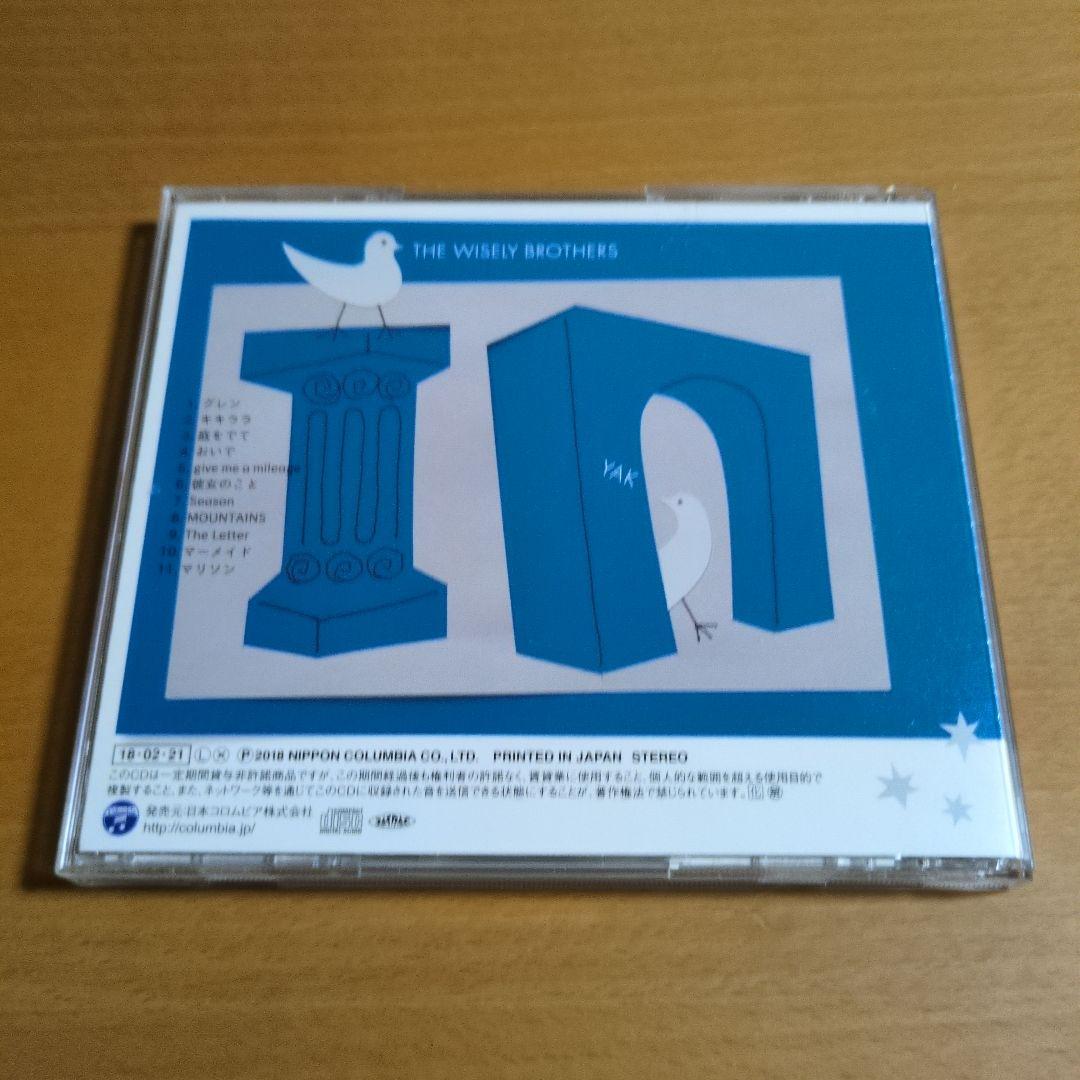 THE WISELY BROTHERS
1. グレン
2. キキララ
3. 庭をでて
4. おいで
5. give me a mileage
6. 彼女のこと
7. Season
8. MOUNTAINS
9. The Letter
10. マーメイド
11. マリソン
YAK
18・02・21 Ⓛ Ⓧ Ⓟ2018 NIPPON COLUMBIA CO., LTD. PRINTED IN JAPAN STEREO
このCDは一定期間貸与非許諾商品ですが、この期間経過後も権利者の許諾なく、賃貸業に使用すること、個人的な範囲を超える使用目的で
複製すること、また、ネットワーク等を通じてこのCDに収録された音を送信できる状態にすることが、著作権法で禁じられています。
発売元:日本コロムビア株式会社
http://columbia.jp/